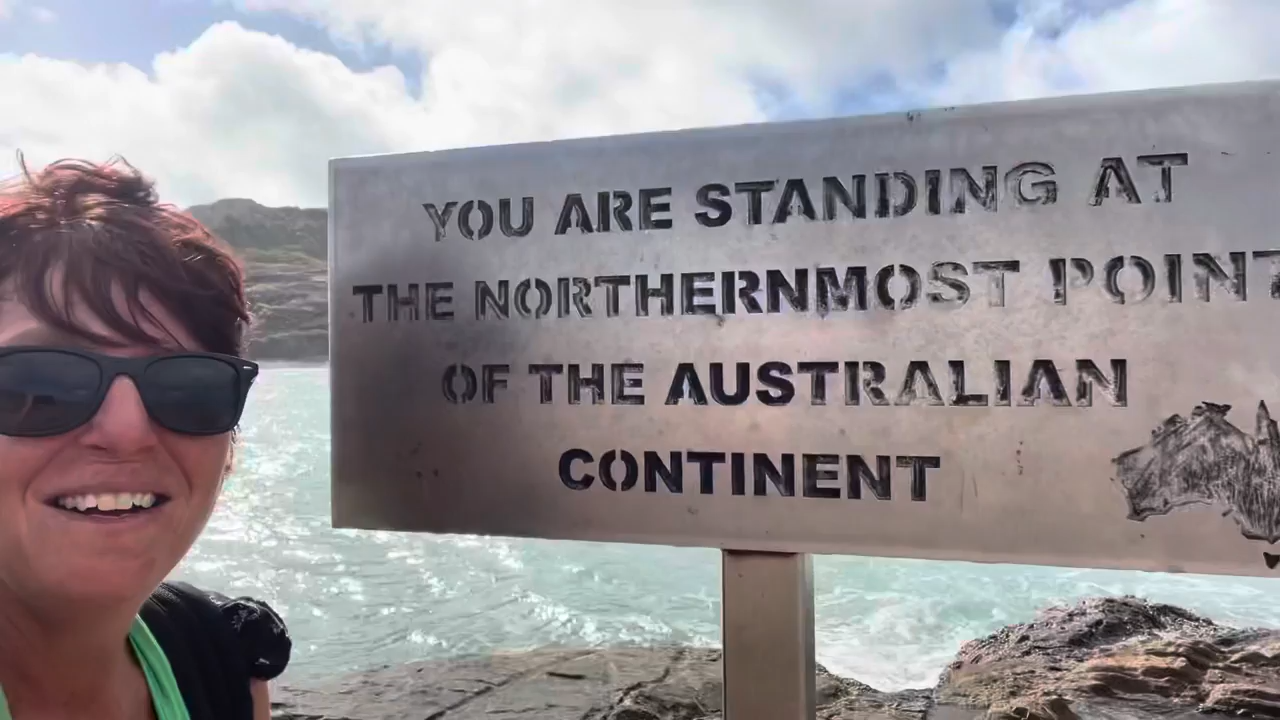 YOU ARE STANDING AT
THE NORTHERNMOST POINT
OF THE AUSTRALIAN
CONTINENT